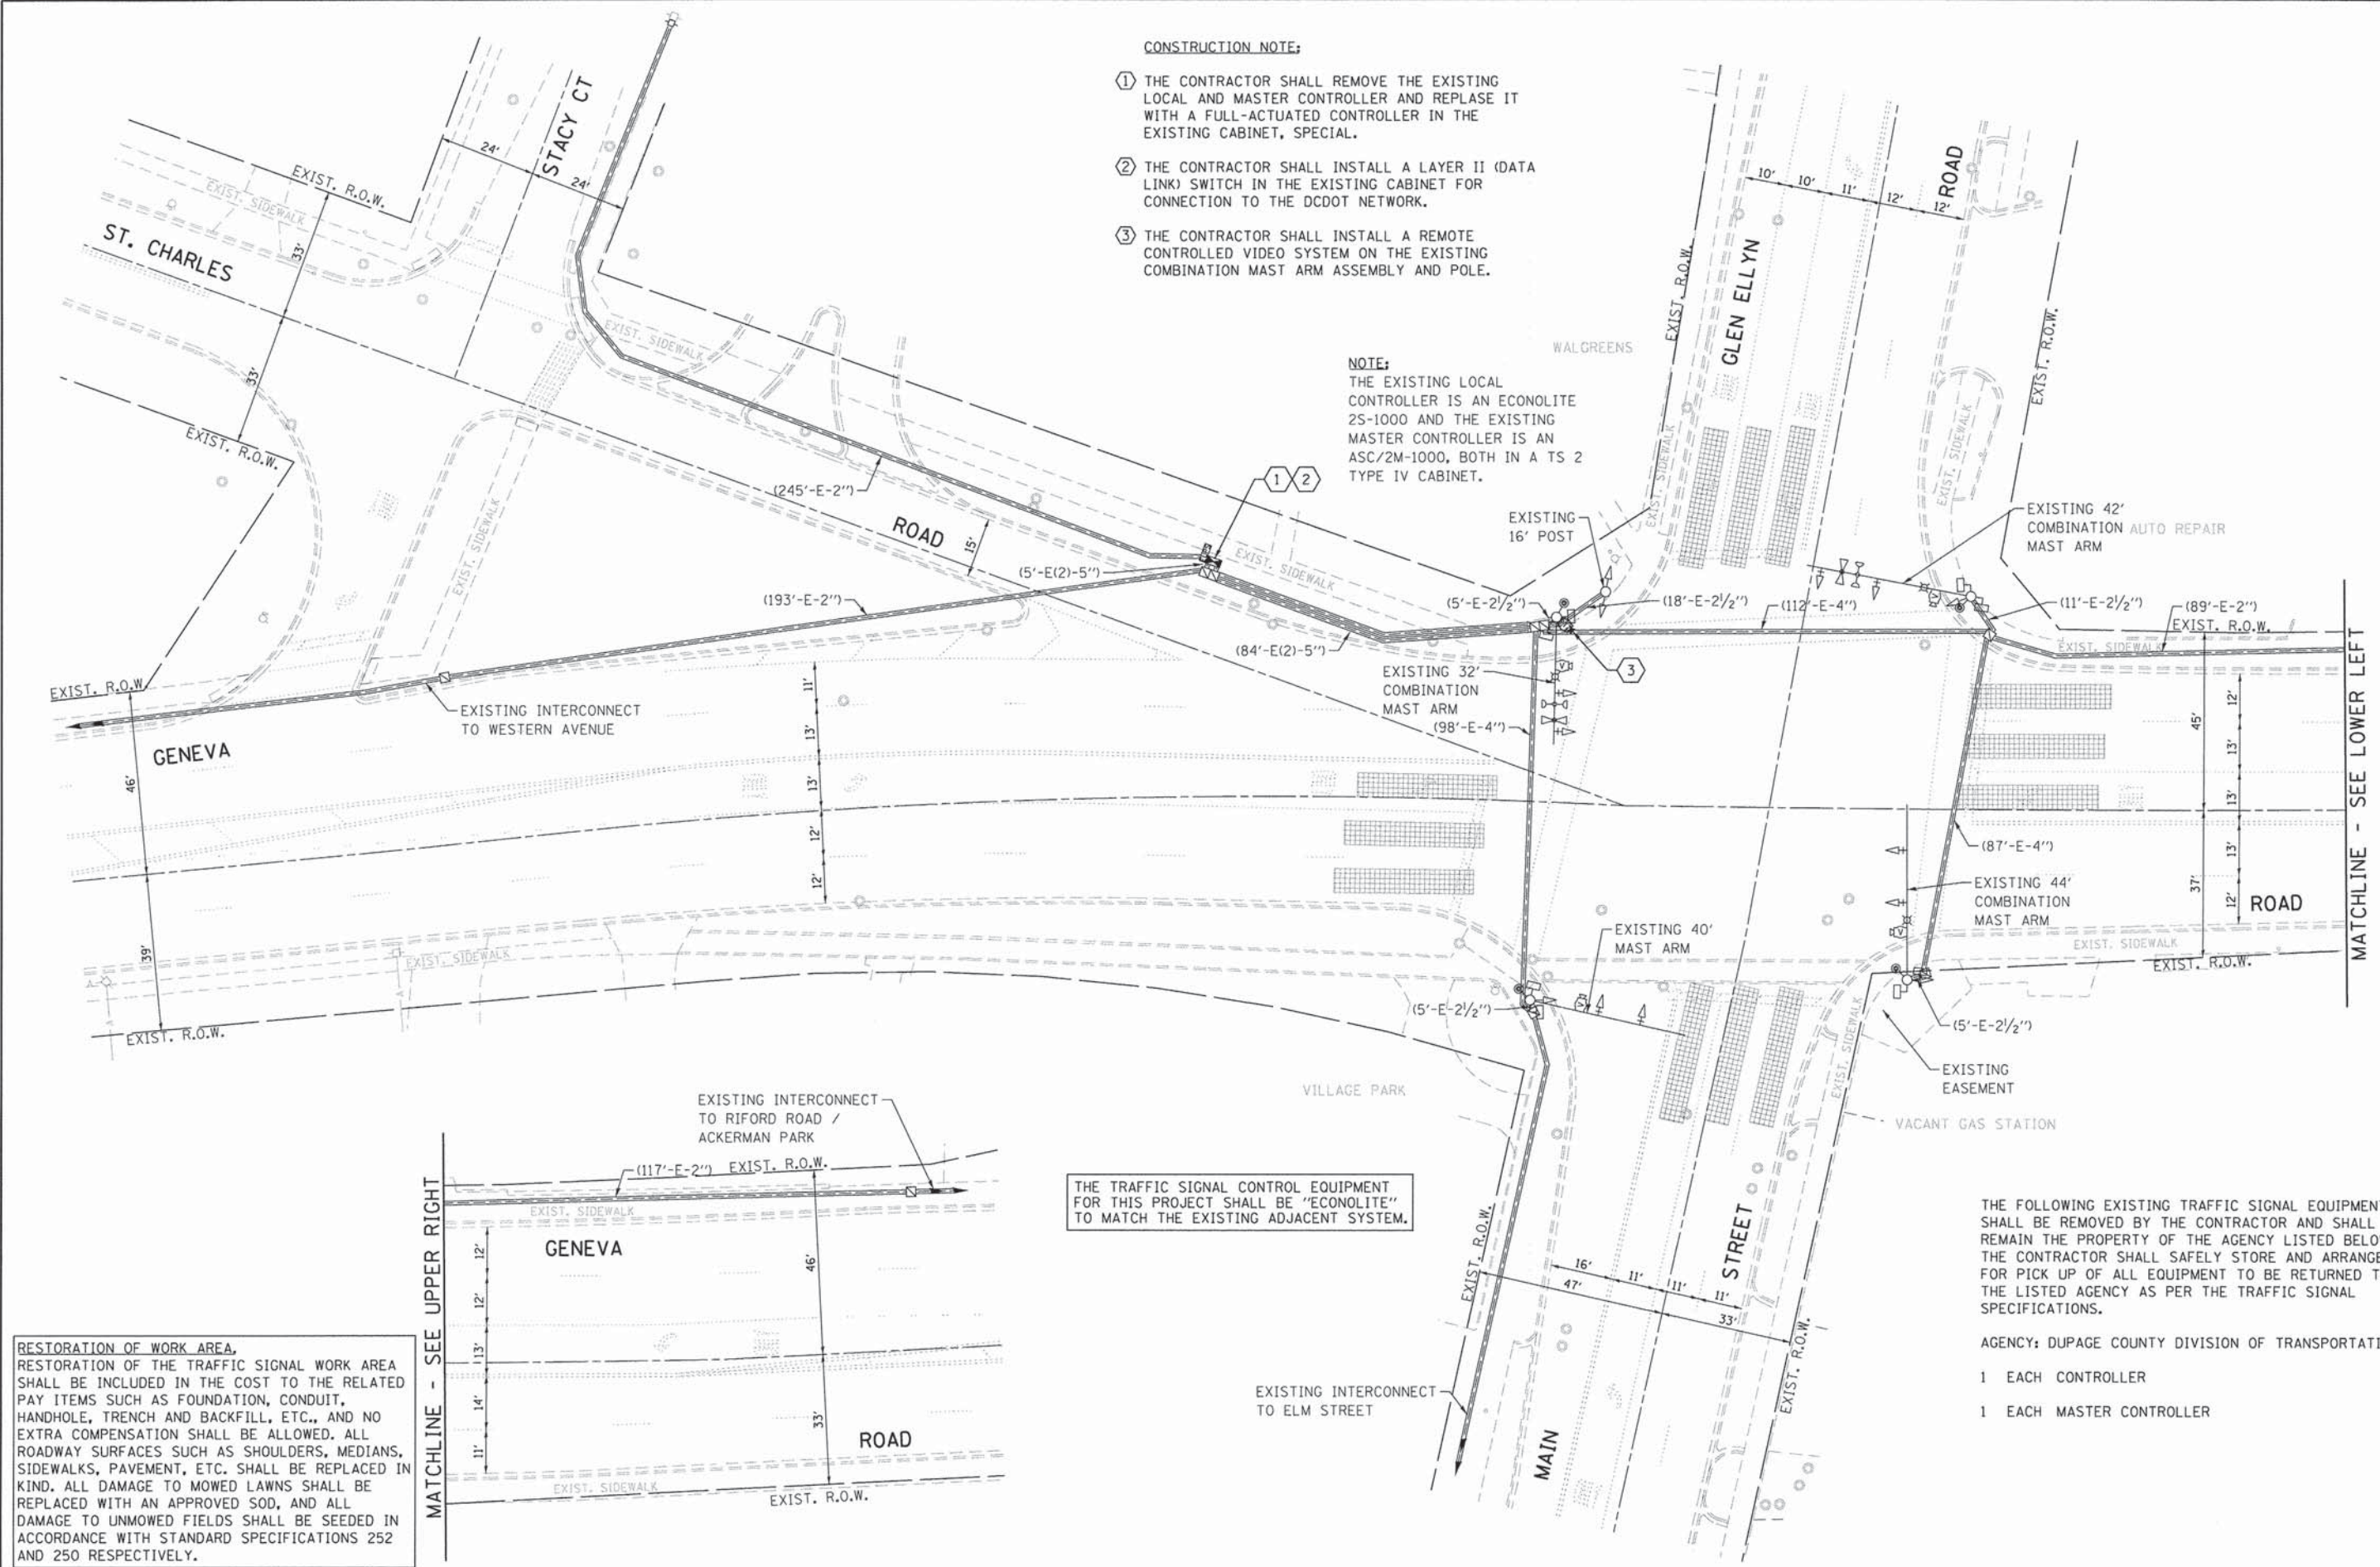 CONSTRUCTION NOTE:
1 THE CONTRACTOR SHALL REMOVE THE EXISTING
LOCAL AND MASTER CONTROLLER AND REPLASE IT
WITH A FULL-ACTUATED CONTROLLER IN THE
EXISTING CABINET, SPECIAL.
2 THE CONTRACTOR SHALL INSTALL A LAYER II (DATA
LINK) SWITCH IN THE EXISTING CABINET FOR
CONNECTION TO THE DCDOT NETWORK.
3 THE CONTRACTOR SHALL INSTALL A REMOTE
CONTROLLED VIDEO SYSTEM ON THE EXISTING
COMBINATION MAST ARM ASSEMBLY AND POLE.
NOTE:
THE EXISTING LOCAL
CONTROLLER IS AN ECONOLITE
2S-1000 AND THE EXISTING
MASTER CONTROLLER IS AN
ASC/2M-1000, BOTH IN A TS 2
TYPE IV CABINET.
STACY CT
24'
24'
EXIST. R.O.W.
EXIST. SIDEWALK
ST. CHARLES
33'
33'
EXIST. R.O.W.
EXIST. SIDEWALK
EXIST. SIDEWALK
(245'-E-2")
ROAD
15'
1 2
EXIST. SIDEWALK
(5'-E(2)-5")
(193'-E-2")
(84'-E(2)-5")
WALGREENS
EXIST. R.O.W.
GLEN ELLYN
ROAD
10'
10'
11'
12'
12'
EXIST. R.O.W.
EXIST. SIDEWALK
EXIST. SIDEWALK
EXISTING
16' POST
EXISTING 42'
COMBINATION
MAST ARM
AUTO REPAIR
(5'-E-2½")
(18'-E-2½")
(112'-E-4")
(11'-E-2½")
(89'-E-2")
EXIST. R.O.W.
EXIST. SIDEWALK
3
EXISTING 32'
COMBINATION
MAST ARM
(98'-E-4")
EXIST. R.O.W.
EXISTING INTERCONNECT
TO WESTERN AVENUE
GENEVA
46'
39'
11'
13'
13'
12'
12'
45'
37'
12'
13'
13'
13'
12'
ROAD
MATCHLINE - SEE LOWER LEFT
(87'-E-4")
EXISTING 44'
COMBINATION
MAST ARM
EXISTING 40'
MAST ARM
EXIST. SIDEWALK
EXIST. R.O.W.
EXIST. SIDEWALK
EXIST. R.O.W.
(5'-E-2½")
(5'-E-2½")
EXIST. SIDEWALK
EXISTING
EASEMENT
VILLAGE PARK
VACANT GAS STATION
EXISTING INTERCONNECT
TO RIFORD ROAD /
ACKERMAN PARK
(117'-E-2")
EXIST. R.O.W.
EXIST. SIDEWALK
GENEVA
12'
12'
13'
14'
11'
46'
33'
ROAD
EXIST. SIDEWALK
EXIST. R.O.W.
MATCHLINE - SEE UPPER RIGHT
THE TRAFFIC SIGNAL CONTROL EQUIPMENT
FOR THIS PROJECT SHALL BE "ECONOLITE"
TO MATCH THE EXISTING ADJACENT SYSTEM.
EXIST. R.O.W.
16'
11'
11'
11'
47'
33'
STREET
MAIN
EXIST. R.O.W.
EXISTING INTERCONNECT
TO ELM STREET
RESTORATION OF WORK AREA.
RESTORATION OF THE TRAFFIC SIGNAL WORK AREA
SHALL BE INCLUDED IN THE COST TO THE RELATED
PAY ITEMS SUCH AS FOUNDATION, CONDUIT,
HANDHOLE, TRENCH AND BACKFILL, ETC., AND NO
EXTRA COMPENSATION SHALL BE ALLOWED. ALL
ROADWAY SURFACES SUCH AS SHOULDERS, MEDIANS,
SIDEWALKS, PAVEMENT, ETC. SHALL BE REPLACED IN
KIND. ALL DAMAGE TO MOWED LAWNS SHALL BE
REPLACED WITH AN APPROVED SOD, AND ALL
DAMAGE TO UNMOWED FIELDS SHALL BE SEEDED IN
ACCORDANCE WITH STANDARD SPECIFICATIONS 252
AND 250 RESPECTIVELY.
THE FOLLOWING EXISTING TRAFFIC SIGNAL EQUIPMEN
SHALL BE REMOVED BY THE CONTRACTOR AND SHALL
REMAIN THE PROPERTY OF THE AGENCY LISTED BELO
THE CONTRACTOR SHALL SAFELY STORE AND ARRANGE
FOR PICK UP OF ALL EQUIPMENT TO BE RETURNED T
THE LISTED AGENCY AS PER THE TRAFFIC SIGNAL
SPECIFICATIONS.
AGENCY: DUPAGE COUNTY DIVISION OF TRANSPORTATI
1 EACH CONTROLLER
1 EACH MASTER CONTROLLER